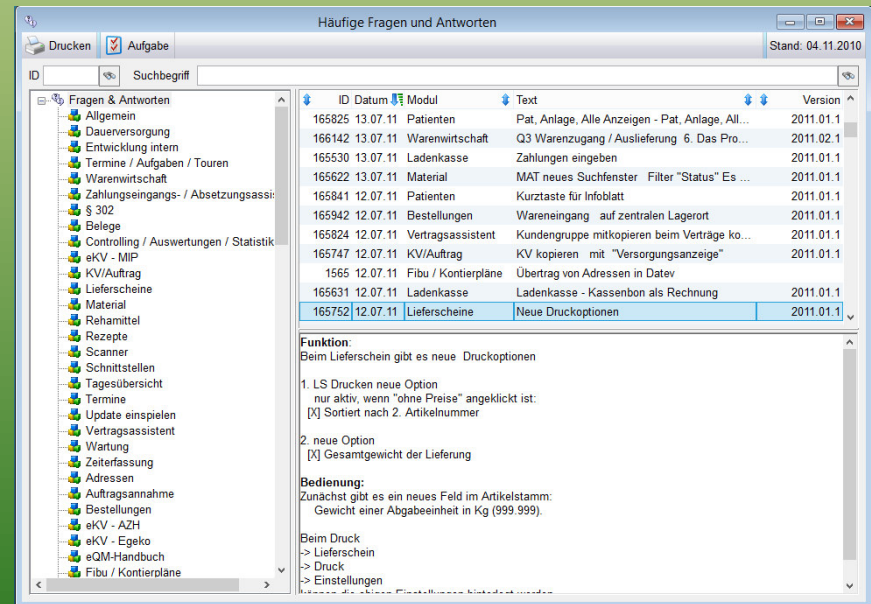 Häufige Fragen und Antworten
Drucken Aufgabe Stand: 04.11.2010
ID Suchbegriff
Fragen & Antworten
Allgemein
Dauerversorgung
Entwicklung intern
Termine / Aufgaben / Touren
Warenwirtschaft
Zahlungseingangs- / Absetzungsassi
§ 302
Belege
Controlling / Auswertungen / Statistik
eKV - MIP
KV/Auftrag
Lieferscheine
Material
Rehamittel
Rezepte
Scanner
Schnittstellen
Tagesübersicht
Termine
Update einspielen
Vertragsassistent
Wartung
Zeiterfassung
Adressen
Auftragsannahme
Bestellungen
eKV - AZH
eKV - Egeko
eQM-Handbuch
Fibu / Kontierpläne
ID Datum Modul Text Version
165825 13.07.11 Patienten Pat, Anlage, Alle Anzeigen - Pat, Anlage, All... 2011.01.1
166142 13.07.11 Warenwirtschaft Q3 Warenzugang / Auslieferung 6. Das Pro... 2011.02.1
165530 13.07.11 Ladenkasse Zahlungen eingeben 2011.01.1
165622 13.07.11 Material MAT neues Suchfenster Filter "Status" Es ... 2011.01.1
165841 12.07.11 Patienten Kurztaste für Infoblatt 2011.01.1
165942 12.07.11 Bestellungen Wareneingang auf zentralen Lagerort 2011.01.1
165824 12.07.11 Vertragsassistent Kundengruppe mitkopieren beim Verträge ko... 2011.01.1
165747 12.07.11 KV/Auftrag KV kopieren mit "Versorgungsanzeige" 2011.01.1
1565 12.07.11 Fibu / Kontierpläne Übertrag von Adressen in Datev
165631 12.07.11 Ladenkasse Ladenkasse - Kassenbon als Rechnung 2011.01.1
165752 12.07.11 Lieferscheine Neue Druckoptionen 2011.01.1
Funktion:
Beim Lieferschein gibt es neue Druckoptionen
1. LS Drucken neue Option
nur aktiv, wenn "ohne Preise" angeklickt ist:
[X] Sortiert nach 2. Artikelnummer
2. neue Option
[X] Gesamtgewicht der Lieferung
Bedienung:
Zunächst gibt es ein neues Feld im Artikelstamm:
Gewicht einer Abgabeeinheit in Kg (999.999).
Beim Druck
-> Lieferschein
-> Druck
-> Einstellungen
können die obigen Einstellungen hinterlegt werden